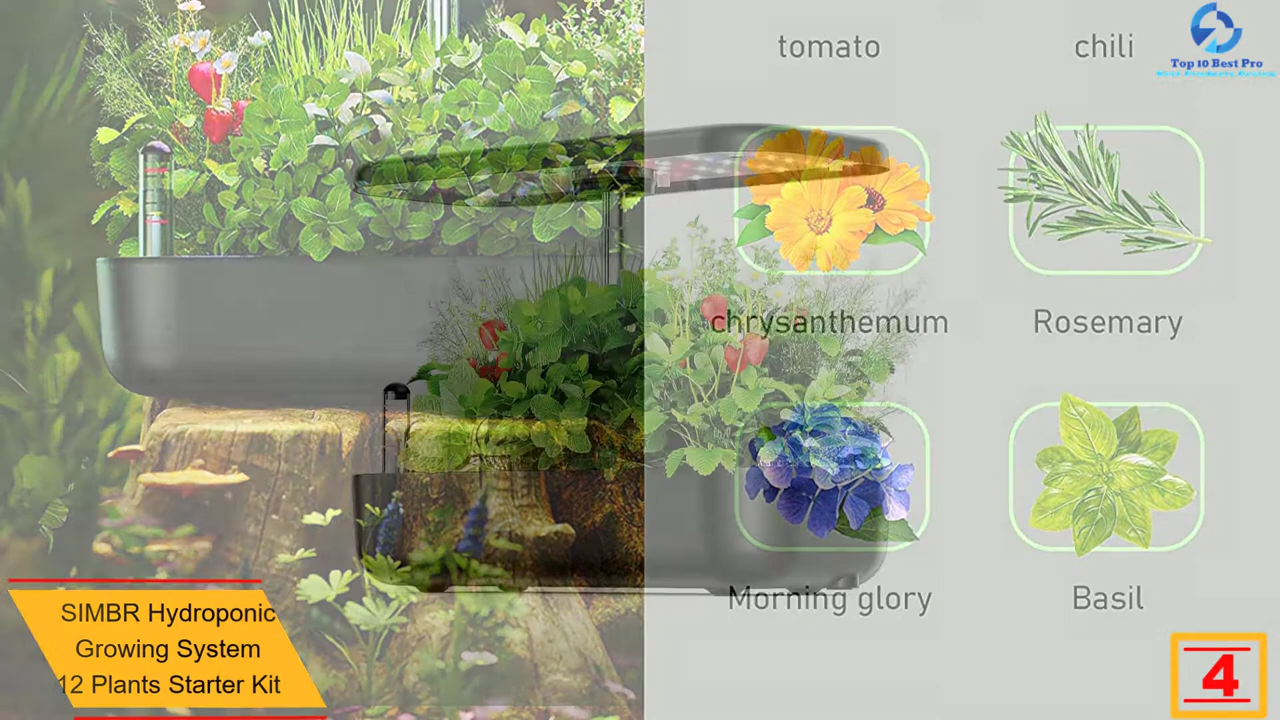 tomato
chili
Top 10 Best Pro
chrysanthemum
Rosemary
Morning glory
Basil
SIMBR Hydroponic
Growing System
12 Plants Starter Kit
4